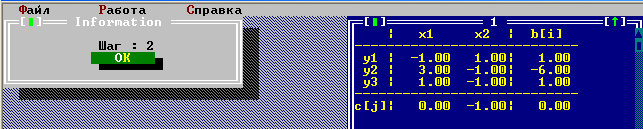 Файл Работа Справка
Information
Шаг : 2
OK
1
x1 x2 b[i]
y1 -1.00 -1.00 1.00
y2 3.00 -1.00 -6.00
y3 1.00 -1.00 1.00
c[j] 0.00 -1.00 0.00